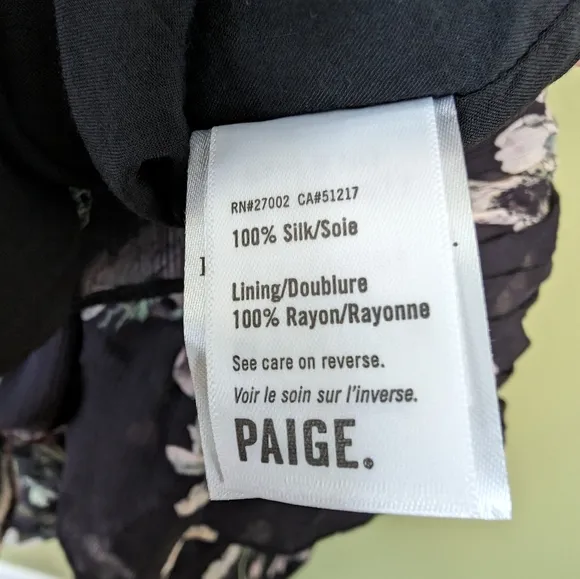 RN#27002 CA#51217
100% Silk/Soie
Lining/Doublure
100% Rayon/Rayonne
See care on reverse.
Voir le soin sur l'inverse.
PAIGE.®